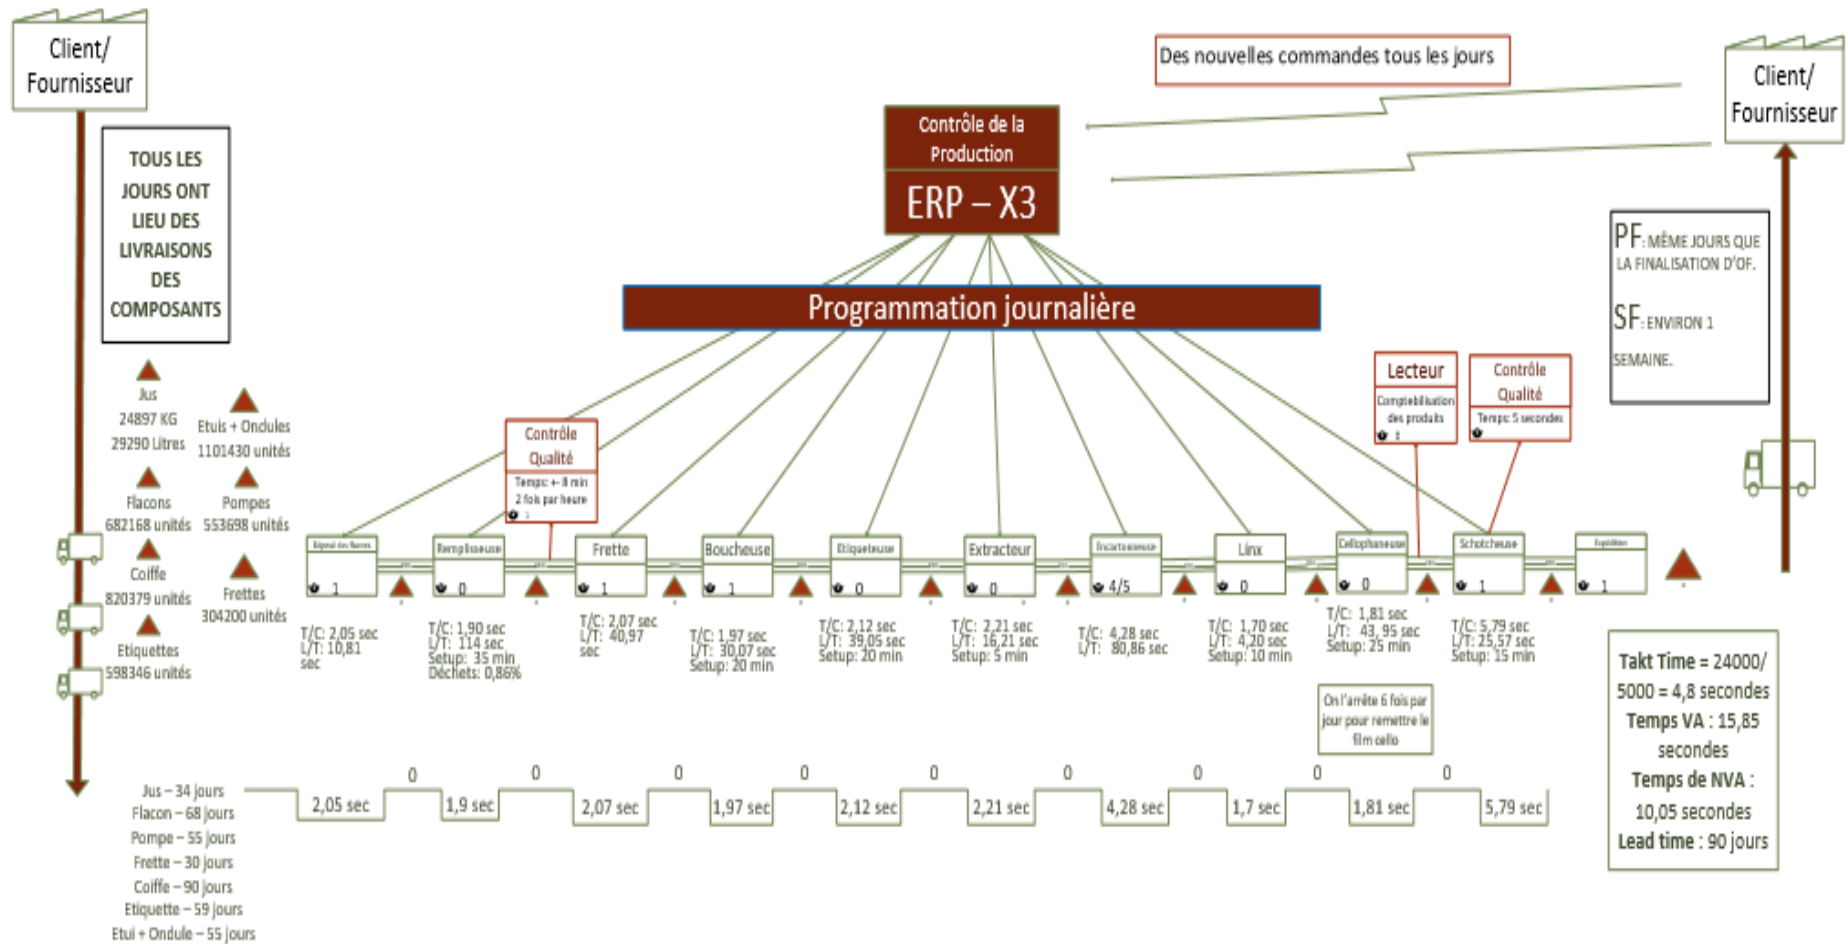 Client/
Fournisseur
Des nouvelles commandes tous les jours
Client/
Fournisseur
Contrôle de la
Production
ERP – X3
TOUS LES
JOURS ONT
LIEU DES
LIVRAISONS
DES
COMPOSANTS
PF: MÊME JOURS QUE
LA FINALISATION D'OF.
SF: ENVIRON 1
SEMAINE.
Programmation journalière
Jus
24897 KG
29290 Litres
Etuis + Ondules
1101430 unités
Flacons
682168 unités
Pompes
553698 unités
Coiffe
820379 unités
Frettes
304200 unités
Etiquettes
598346 unités
Contrôle
Qualité
Temps: +- 8 min
2 fois par heure
1
Lecteur
Comptebilisation
des produits
Contrôle
Qualité
Temps: 5 secondes
1
Remplisseuse
0
Frette
1
Boucheuse
1
Etiqueteuse
0
Extracteur
0
Encartonneuse
4/5
Linx
0
Cellophaneuse
0
Schotcheuse
1
Expédition
1
T/C: 2,05 sec
L/T: 10,81
sec
T/C: 1,90 sec
L/T: 114 sec
Setup: 35 min
Déchets: 0,86%
T/C: 2,07 sec
L/T: 40,97
sec
T/C: 1,97 sec
L/T: 30,07 sec
Setup: 20 min
T/C: 2,12 sec
L/T: 39,05 sec
Setup: 20 min
T/C: 2,21 sec
L/T: 16,21 sec
Setup: 5 min
T/C: 4,28 sec
L/T: 80,86 sec
T/C: 1,70 sec
L/T: 4,20 sec
Setup: 10 min
T/C: 1,81 sec
L/T: 43, 95 sec
Setup: 25 min
T/C: 5,79 sec
L/T: 25,57 sec
Setup: 15 min
On l'arrête 6 fois par
jour pour remettre le
film cello
Takt Time = 24000/
5000 = 4,8 secondes
Temps VA : 15,85
secondes
Temps de NVA :
10,05 secondes
Lead time : 90 jours
0 0 0 0 0 0 0 0 0
2,05 sec 1,9 sec 2,07 sec 1,97 sec 2,12 sec 2,21 sec 4,28 sec 1,7 sec 1,81 sec 5,79 sec
Jus – 34 jours
Flacon – 68 jours
Pompe – 55 jours
Frette – 30 jours
Coiffe – 90 jours
Etiquette – 59 jours
Etui + Ondule – 55 jours